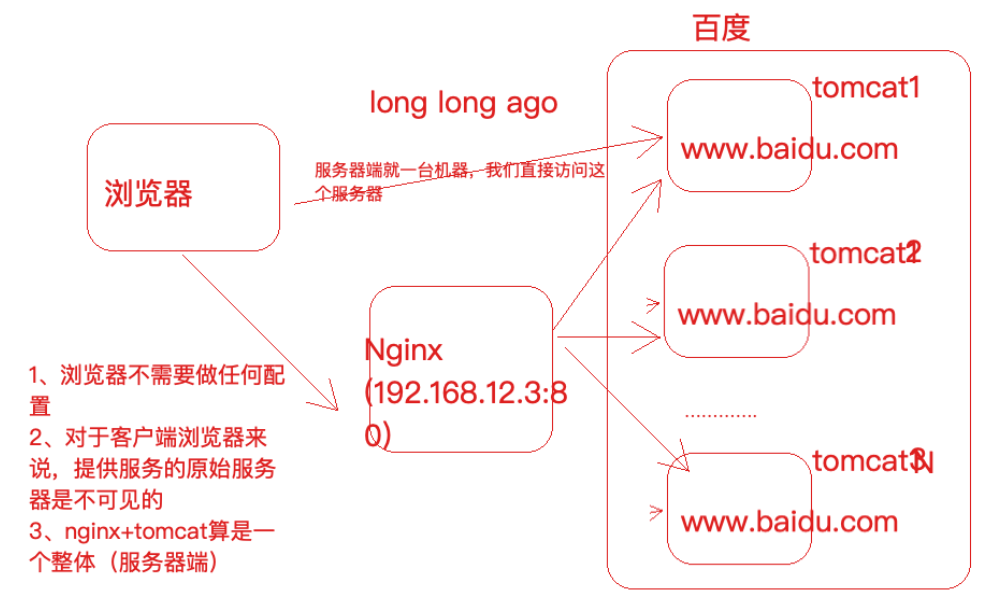 百度
tomcat1
long long ago
www.baidu.com
服务器端就一台机器，我们直接访问这
个服务器
浏览器
tomcat2
www.baidu.com
Nginx
(192.168.12.3:8
0)
1、浏览器不需要做任何配
置
2、对于客户端浏览器来
说，提供服务的原始服务
器是不可见的
3、nginx+tomcat算是一
个整体（服务器端）
.............
tomcatN
www.baidu.com